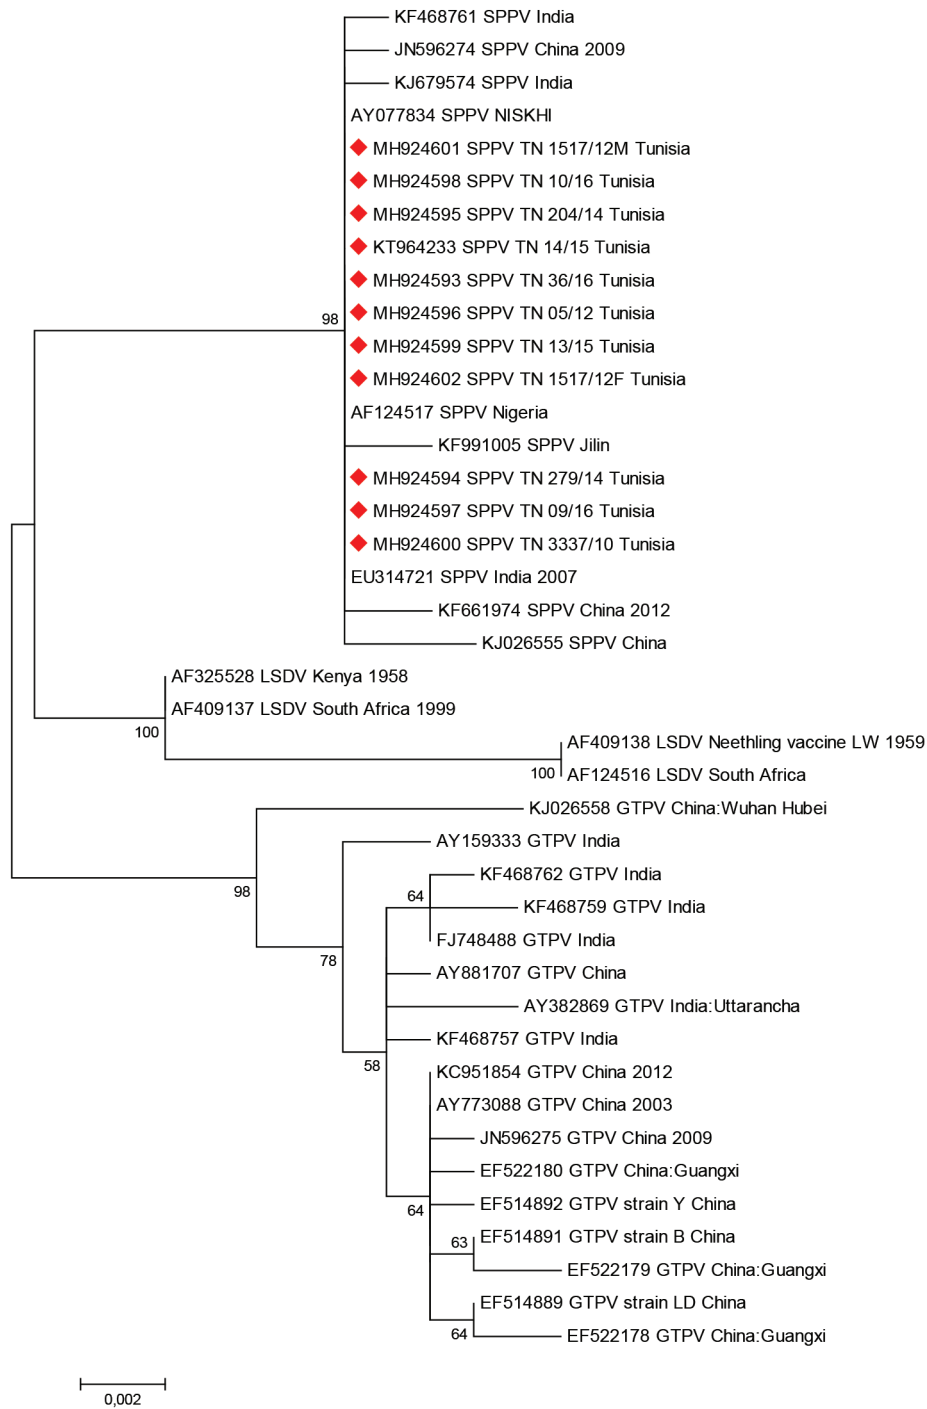 KF468761 SPPV India
JN596274 SPPV China 2009
KJ679574 SPPV India
AY077834 SPPV NISKHI
MH924601 SPPV TN 1517/12M Tunisia
MH924598 SPPV TN 10/16 Tunisia
MH924595 SPPV TN 204/14 Tunisia
KT964233 SPPV TN 14/15 Tunisia
MH924593 SPPV TN 36/16 Tunisia
MH924596 SPPV TN 05/12 Tunisia
98
MH924599 SPPV TN 13/15 Tunisia
MH924602 SPPV TN 1517/12F Tunisia
AF124517 SPPV Nigeria
KF991005 SPPV Jilin
MH924594 SPPV TN 279/14 Tunisia
MH924597 SPPV TN 09/16 Tunisia
MH924600 SPPV TN 3337/10 Tunisia
EU314721 SPPV India 2007
KF661974 SPPV China 2012
KJ026555 SPPV China
AF325528 LSDV Kenya 1958
AF409137 LSDV South Africa 1999
100
AF409138 LSDV Neethling vaccine LW 1959
100
AF124516 LSDV South Africa
KJ026558 GTPV China:Wuhan Hubei
AY159333 GTPV India
KF468762 GTPV India
98
64
KF468759 GTPV India
FJ748488 GTPV India
78
AY881707 GTPV China
AY382869 GTPV India:Uttarancha
KF468757 GTPV India
58
KC951854 GTPV China 2012
AY773088 GTPV China 2003
JN596275 GTPV China 2009
EF522180 GTPV China:Guangxi
EF514892 GTPV strain Y China
64
EF514891 GTPV strain B China
63
EF522179 GTPV China:Guangxi
EF514889 GTPV strain LD China
64
EF522178 GTPV China:Guangxi
0,002